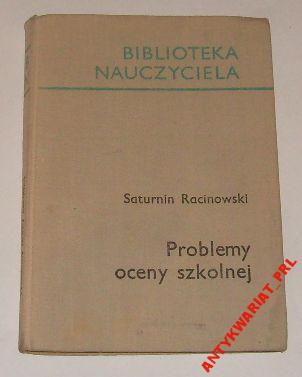 BIBLIOTEKA
NAUCZYCIELA
Saturnin Racinowski
Problemy
oceny szkolnej
ANTYKWARIAT_PRL